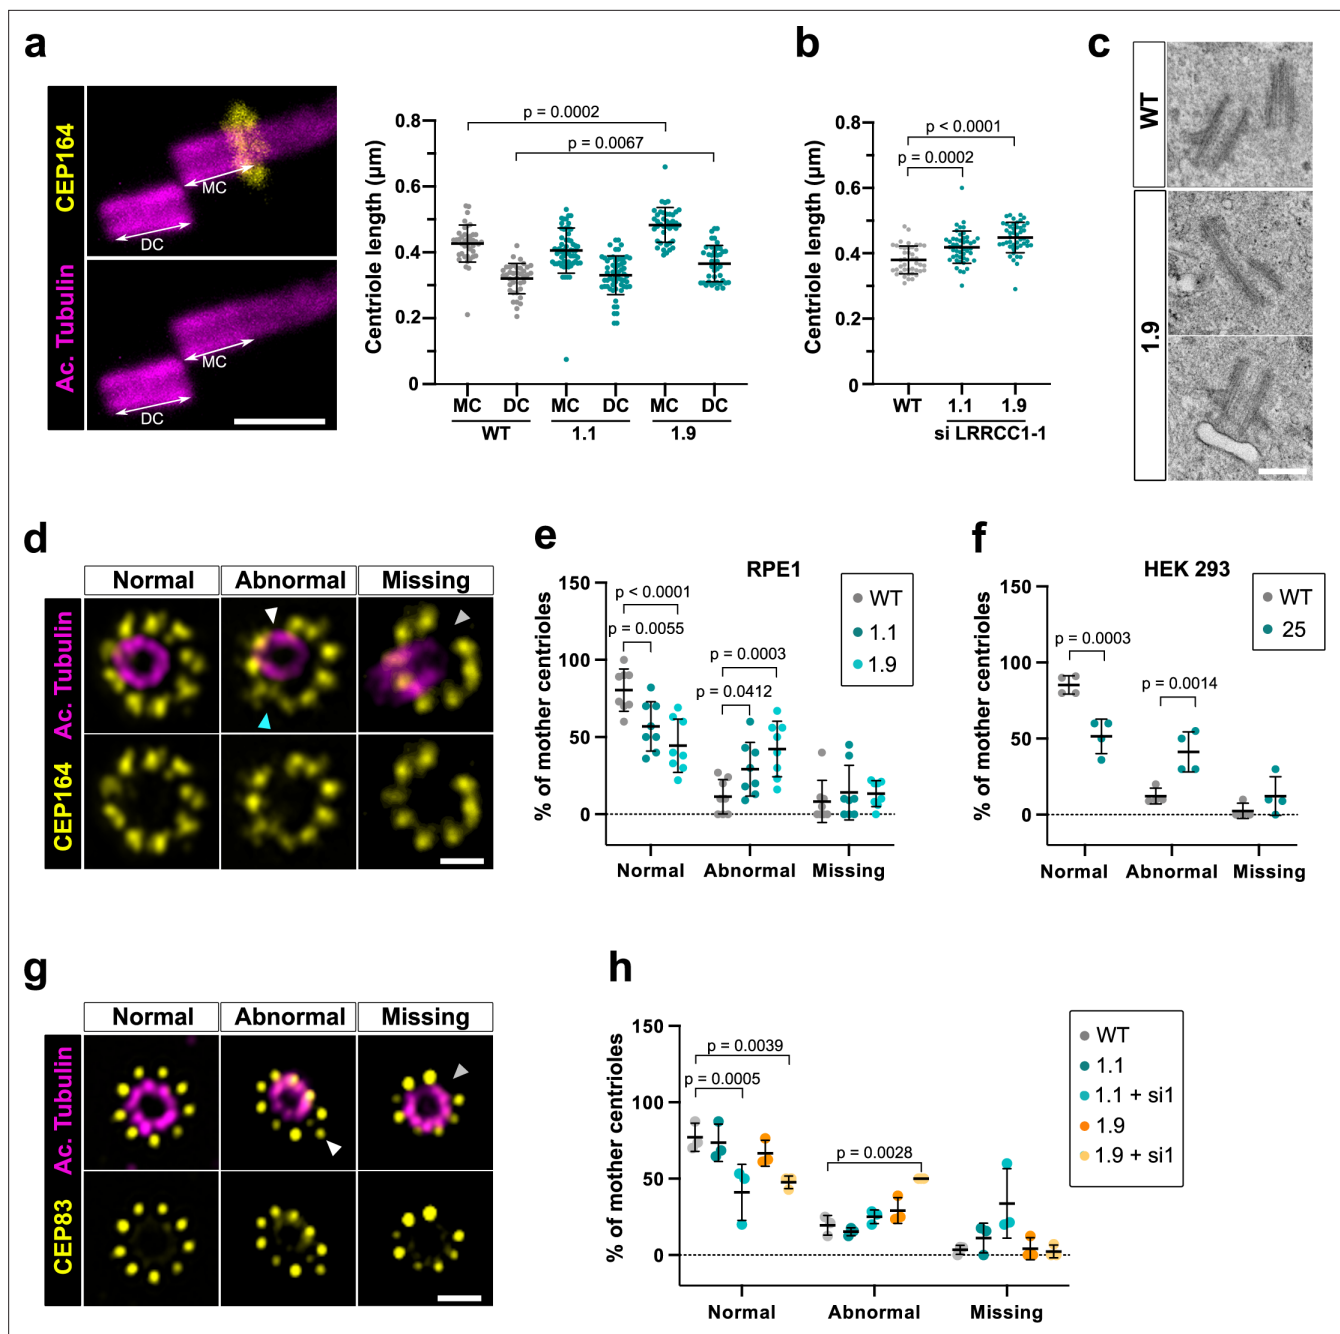 a
CEP164
Ac. Tubulin
MC
DC
MC
DC
Centriole length (µm)
0.8
0.6
0.4
0.2
0
p = 0.0002
p = 0.0067
MC DC MC DC MC DC
WT 1.1 1.9
b
Centriole length (µm)
0.8
0.6
0.4
0.2
0
p < 0.0001
p = 0.0002
WT 1.1 1.9
si LRRCC1-1
c
WT
1.9
d
Normal Abnormal Missing
Ac. Tubulin
CEP164
e
RPE1
% of mother centrioles
150
100
50
0
p < 0.0001
p = 0.0055
p = 0.0003
p = 0.0412
WT
1.1
1.9
Normal Abnormal Missing
f
HEK 293
% of mother centrioles
150
100
50
0
p = 0.0003
p = 0.0014
WT
25
Normal Abnormal Missing
g
Normal Abnormal Missing
Ac. Tubulin
CEP83
h
% of mother centrioles
150
100
50
0
p = 0.0039
p = 0.0005
p = 0.0028
WT
1.1
1.1 + si1
1.9
1.9 + si1
Normal Abnormal Missing